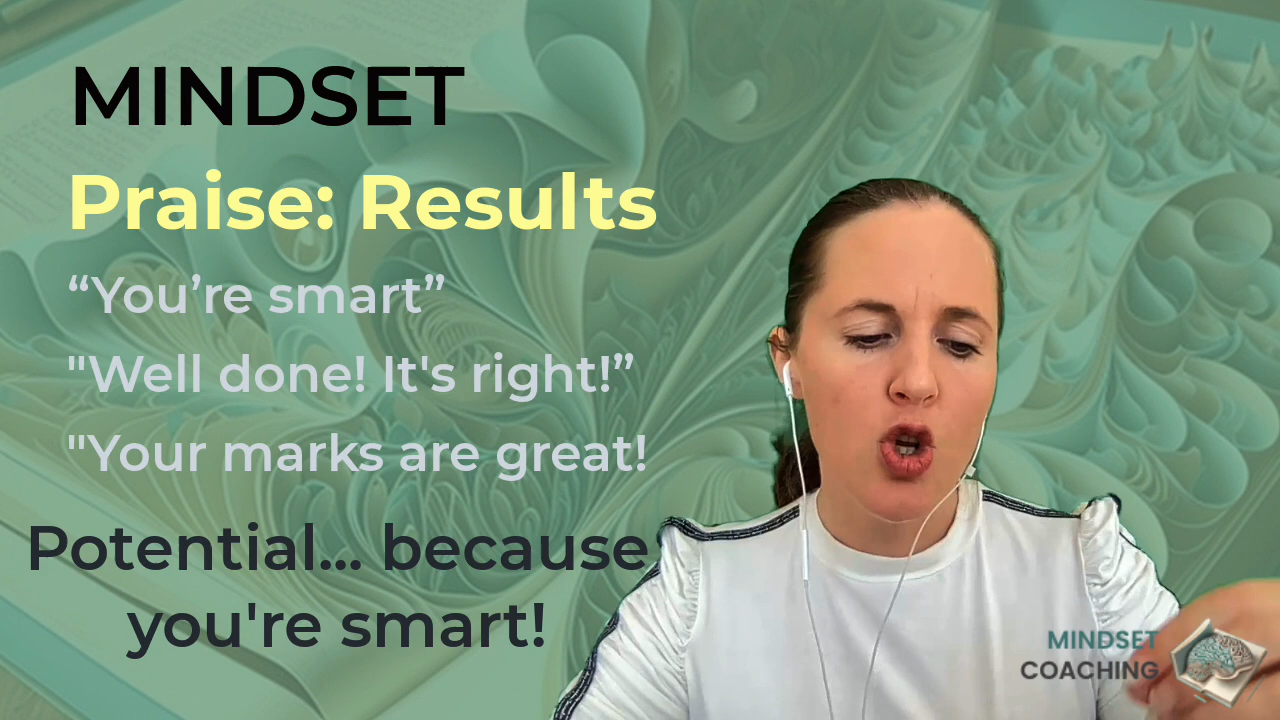 MINDSET
Praise: Results
“You’re smart”
"Well done! It's right!”
"Your marks are great!
Potential... because
you're smart!
MINDSET
COACHING